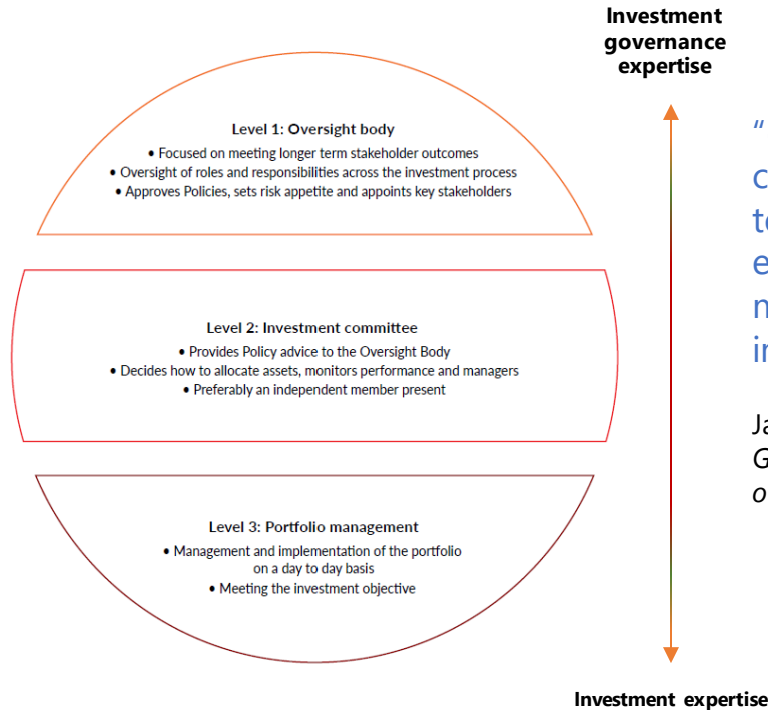 Investment
governance
expertise
Level 1: Oversight body
• Focused on meeting longer term stakeholder outcomes
• Oversight of roles and responsibilities across the investment process
• Approves Policies, sets risk appetite and appoints key stakeholders
Level 2: Investment committee
• Provides Policy advice to the Oversight Body
• Decides how to allocate assets, monitors performance and managers
• Preferably an independent member present
Level 3: Portfolio management
• Management and implementation of the portfolio
on a day to day basis
• Meeting the investment objective
Investment expertise
"